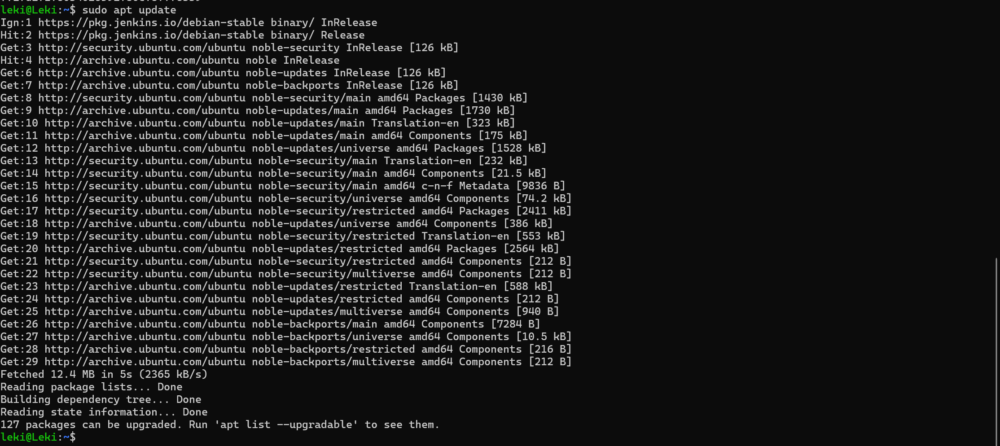 leki@Leki:~$ sudo apt update
Ign:1 https://pkg.jenkins.io/debian-stable binary/ InRelease
Hit:2 https://pkg.jenkins.io/debian-stable binary/ Release
Get:3 http://security.ubuntu.com/ubuntu noble-security InRelease [126 kB]
Hit:4 http://archive.ubuntu.com/ubuntu noble InRelease
Get:6 http://archive.ubuntu.com/ubuntu noble-updates InRelease [126 kB]
Get:7 http://archive.ubuntu.com/ubuntu noble-backports InRelease [126 kB]
Get:8 http://security.ubuntu.com/ubuntu noble-security/main amd64 Packages [1430 kB]
Get:9 http://archive.ubuntu.com/ubuntu noble-updates/main amd64 Packages [1730 kB]
Get:10 http://archive.ubuntu.com/ubuntu noble-updates/main Translation-en [323 kB]
Get:11 http://archive.ubuntu.com/ubuntu noble-updates/main amd64 Components [175 kB]
Get:12 http://archive.ubuntu.com/ubuntu noble-updates/universe amd64 Packages [1528 kB]
Get:13 http://security.ubuntu.com/ubuntu noble-security/main Translation-en [232 kB]
Get:14 http://security.ubuntu.com/ubuntu noble-security/main amd64 Components [21.5 kB]
Get:15 http://security.ubuntu.com/ubuntu noble-security/main amd64 c-n-f Metadata [9836 B]
Get:16 http://security.ubuntu.com/ubuntu noble-security/universe amd64 Components [74.2 kB]
Get:17 http://security.ubuntu.com/ubuntu noble-security/restricted amd64 Packages [2411 kB]
Get:18 http://archive.ubuntu.com/ubuntu noble-updates/universe amd64 Components [386 kB]
Get:19 http://security.ubuntu.com/ubuntu noble-security/restricted Translation-en [553 kB]
Get:20 http://archive.ubuntu.com/ubuntu noble-updates/restricted amd64 Packages [2564 kB]
Get:21 http://security.ubuntu.com/ubuntu noble-security/restricted amd64 Components [212 B]
Get:22 http://security.ubuntu.com/ubuntu noble-security/multiverse amd64 Components [212 B]
Get:23 http://archive.ubuntu.com/ubuntu noble-updates/restricted Translation-en [588 kB]
Get:24 http://archive.ubuntu.com/ubuntu noble-updates/restricted amd64 Components [212 B]
Get:25 http://archive.ubuntu.com/ubuntu noble-updates/multiverse amd64 Components [940 B]
Get:26 http://archive.ubuntu.com/ubuntu noble-backports/main amd64 Components [7284 B]
Get:27 http://archive.ubuntu.com/ubuntu noble-backports/universe amd64 Components [10.5 kB]
Get:28 http://archive.ubuntu.com/ubuntu noble-backports/restricted amd64 Components [216 B]
Get:29 http://archive.ubuntu.com/ubuntu noble-backports/multiverse amd64 Components [212 B]
Fetched 12.4 MB in 5s (2365 kB/s)
Reading package lists... Done
Building dependency tree... Done
Reading state information... Done
127 packages can be upgraded. Run 'apt list --upgradable' to see them.
leki@Leki:~$